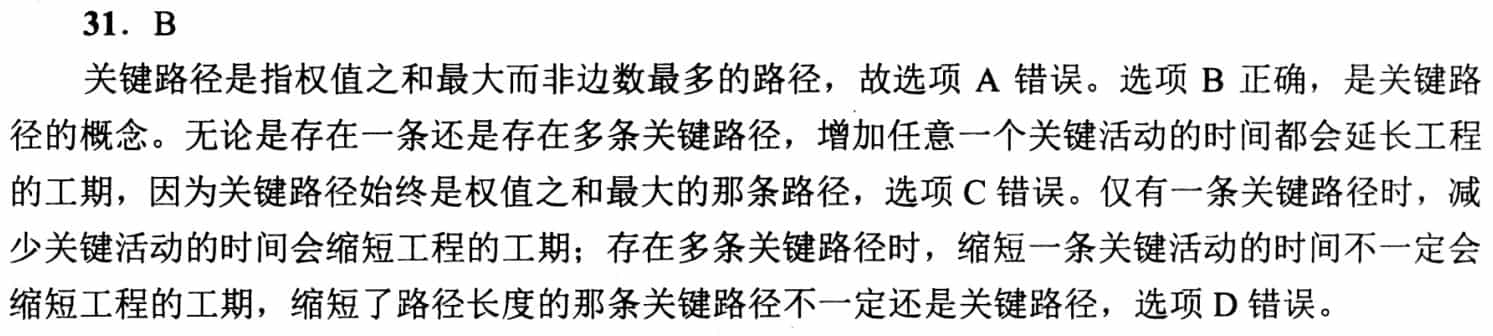 31. B
关键路径是指权值之和最大而非边数最多的路径，故选项 A 错误。选项 B 正确，是关键路
径的概念。无论是存在一条还是存在多条关键路径，增加任意一个关键活动的时间都会延长工程
的工期，因为关键路径始终是权值之和最大的那条路径，选项 C 错误。仅有一条关键路径时，减
少关键活动的时间会缩短工程的工期；存在多条关键路径时，缩短一条关键活动的时间不一定会
缩短工程的工期，缩短了路径长度的那条关键路径不一定还是关键路径，选项 D 错误。